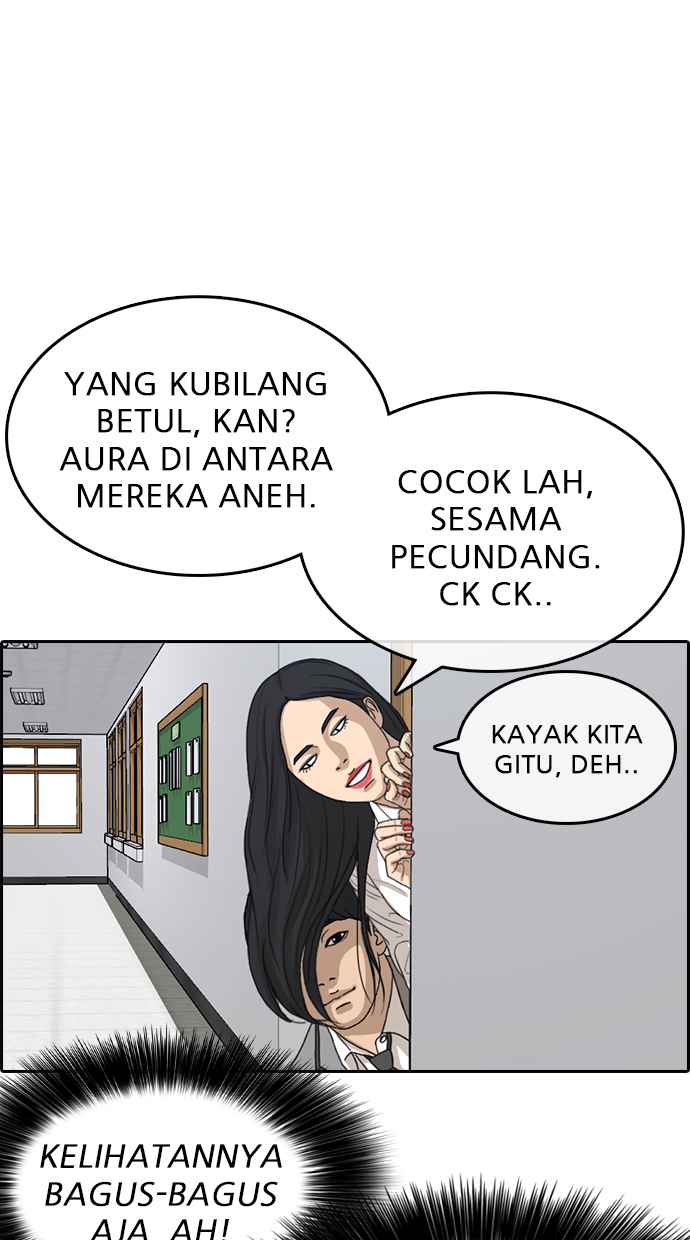 YANG KUBILANG
BETUL, KAN?
AURA DI ANTARA
MEREKA ANEH.
COCOK LAH,
SESAMA
PECUNDANG.
CK CK..
KAYAK KITA
GITU, DEH..
KELIHATANNYA
BAGUS-BAGUS
AJA AH!